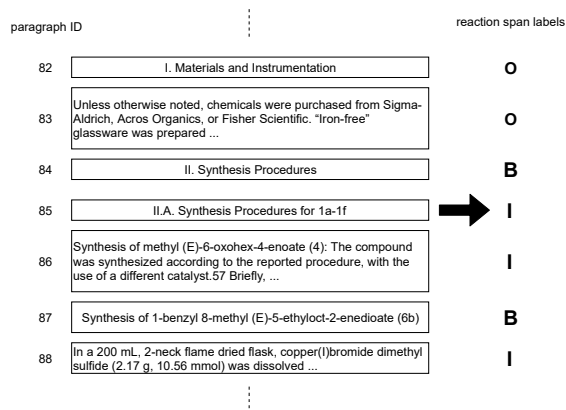 paragraph ID
reaction span labels
82 I. Materials and Instrumentation O
83 Unless otherwise noted, chemicals were purchased from Sigma-
Aldrich, Acros Organics, or Fisher Scientific. “Iron-free”
glassware was prepared ... O
84 II. Synthesis Procedures B
85 II.A. Synthesis Procedures for 1a-1f I
86 Synthesis of methyl (E)-6-oxohex-4-enoate (4): The compound
was synthesized according to the reported procedure, with the
use of a different catalyst.57 Briefly, ... I
87 Synthesis of 1-benzyl 8-methyl (E)-5-ethyloct-2-enedioate (6b) B
88 In a 200 mL, 2-neck flame dried flask, copper(I)bromide dimethyl
sulfide (2.17 g, 10.56 mmol) was dissolved ... I